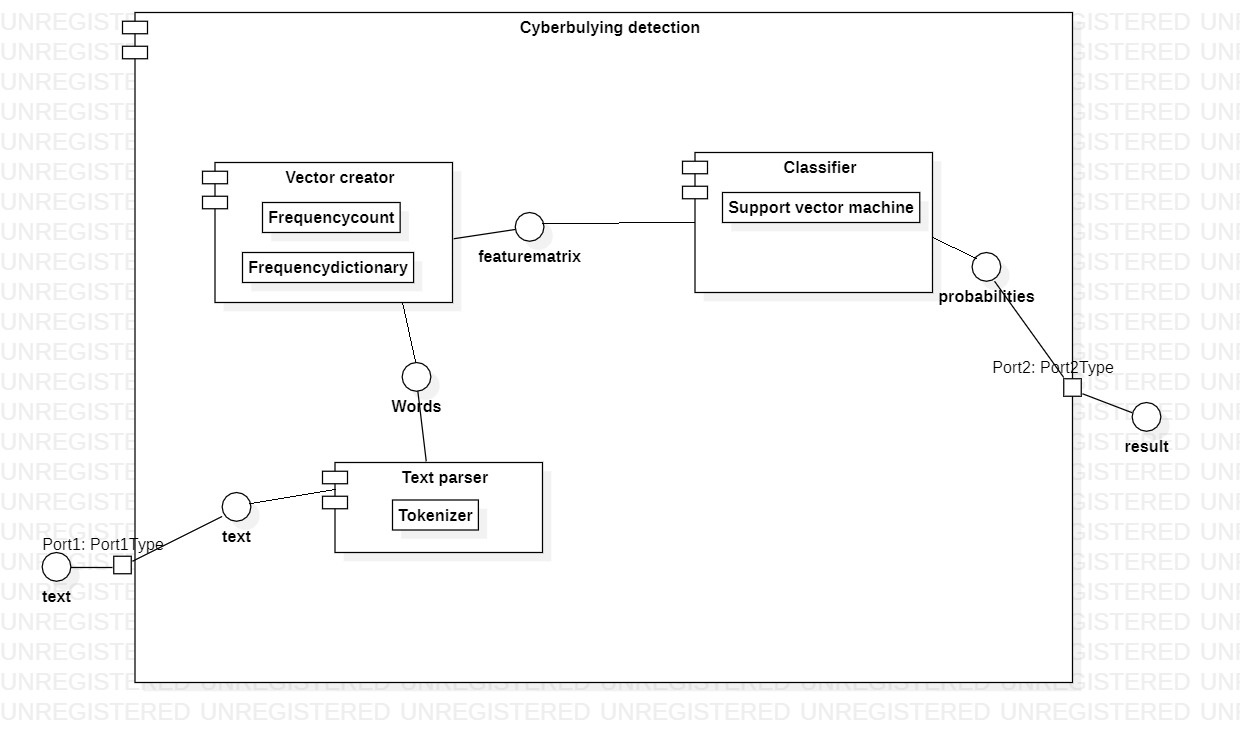 Cyberbulying detection
Vector creator
Frequencycount
Frequencydictionary
Classifier
Support vector machine
featurematrix
probabilities
Words
Port2: Port2Type
result
Text parser
Tokenizer
text
Port1: Port1Type
text
UNREGISTERED UNREGISTERED UNREGISTERED UNREGISTERED UNREGISTERED UNREGISTERED